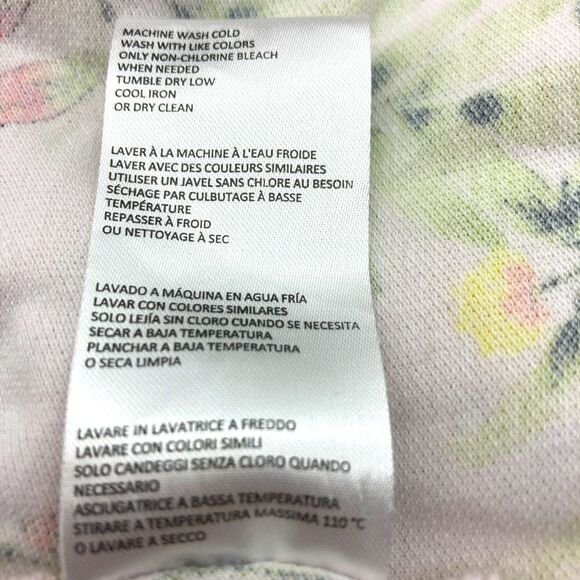 MACHINE WASH COLD
WASH WITH LIKE COLORS
ONLY NON-CHLORINE BLEACH
WHEN NEEDED
TUMBLE DRY LOW
COOL IRON
OR DRY CLEAN
LAVER À LA MACHINE À L'EAU FROIDE
LAVER AVEC DES COULEURS SIMILAIRES
UTILISER UN JAVEL SANS CHLORE AU BESOIN
SÉCHAGE PAR CULBUTAGE À BASSE
TEMPÉRATURE
REPASSER À FROID
OU NETTOYAGE À SEC
LAVADO A MÁQUINA EN AGUA FRÍA
LAVAR CON COLORES SIMILARES
SOLO LEJÍA SIN CLORO CUANDO SE NECESITA
SECAR A BAJA TEMPERATURA
PLANCHAR A BAJA TEMPERATURA
O SECA LIMPIA
LAVARE IN LAVATRICE A FREDDO
LAVARE CON COLORI SIMILI
SOLO CANDEGGI SENZA CLORO QUANDO
NECESSARIO
ASCIUGATRICE A BASSA TEMPERATURA
STIRARE A TEMPERATURA MASSIMA 110 °C
O LAVARE A SECCO